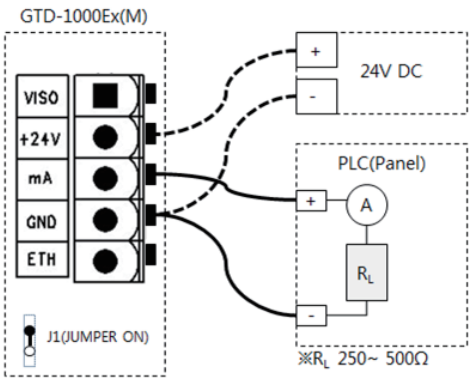 GTD-1000Ex(M)
VISO
+24V
mA
GND
ETH
J1(JUMPER ON)
+
-
24V DC
PLC(Panel)
+
A
RL
-
※RL 250~ 500Ω